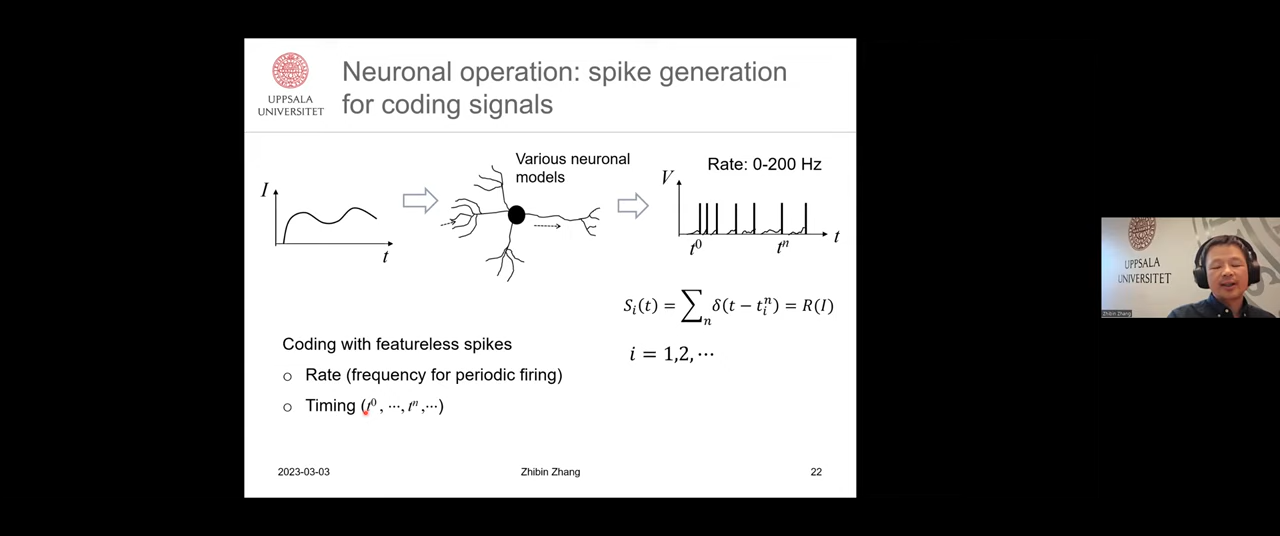 UPPSALA
UNIVERSITET
Neuronal operation: spike generation
for coding signals
Various neuronal
models
Rate: 0-200 Hz
I
t
V
t
t⁰
tⁿ
Sᵢ(t) = ∑ₙ δ(t − tᵢⁿ) = R(I)
i = 1,2, ⋯
Coding with featureless spikes
○ Rate (frequency for periodic firing)
○ Timing (t⁰, ⋯, tⁿ,⋯)
2023-03-03
Zhibin Zhang
22
UPPSALA
UNIVERSITET
Zhibin Zhang